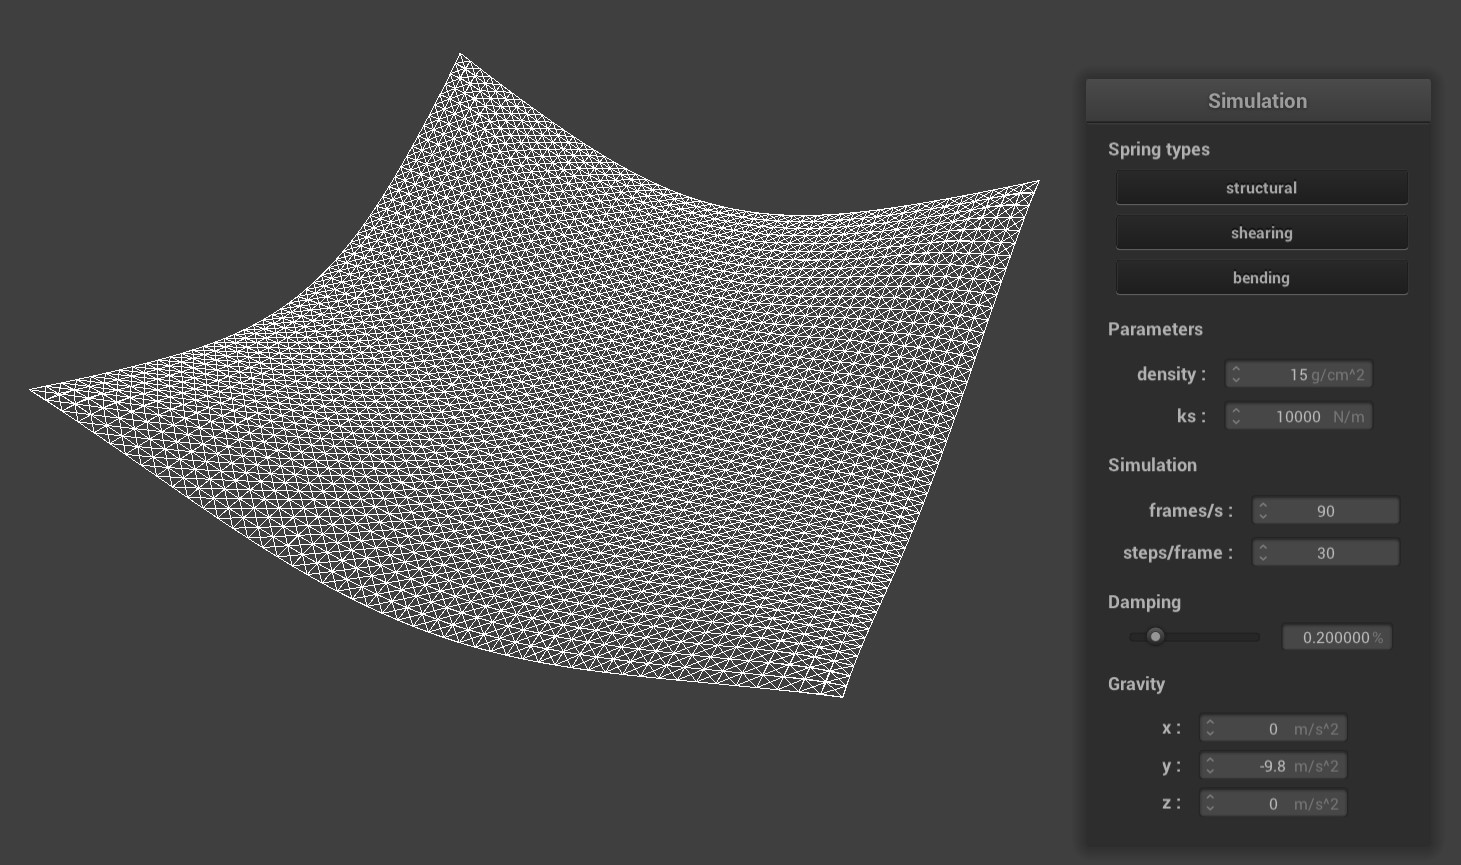 Simulation
Spring types
structural
shearing
bending
Parameters
density : 15 g/cm^2
ks : 10000 N/m
Simulation
frames/s : 90
steps/frame : 30
Damping
0.200000 %
Gravity
x : 0 m/s^2
y : -9.8 m/s^2
z : 0 m/s^2